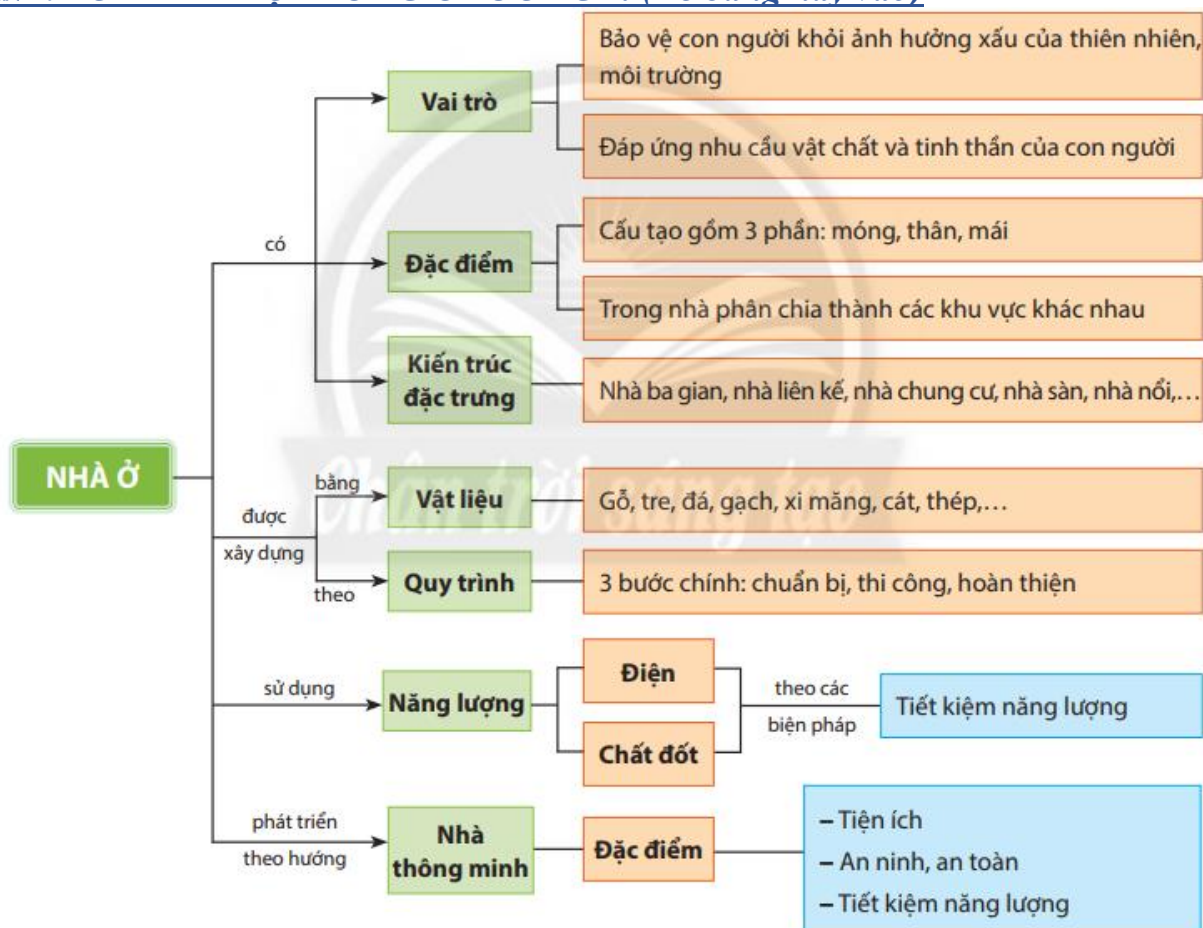 Bảo vệ con người khỏi ảnh hưởng xấu của thiên nhiên,
môi trường
Vai trò
Đáp ứng nhu cầu vật chất và tinh thần của con người
có
Cấu tạo gồm 3 phần: móng, thân, mái
Đặc điểm
Trong nhà phân chia thành các khu vực khác nhau
Kiến trúc
đặc trưng
Nhà ba gian, nhà liên kế, nhà chung cư, nhà sàn, nhà nổi,…
NHÀ Ở
Chân trời sáng tạo
bằng
Vật liệu
Gỗ, tre, đá, gạch, xi măng, cát, thép,…
được
xây dựng
theo
Quy trình
3 bước chính: chuẩn bị, thi công, hoàn thiện
sử dụng
Năng lượng
Điện
Chất đốt
theo các
biện pháp
Tiết kiệm năng lượng
phát triển
theo hướng
Nhà
thông minh
Đặc điểm
– Tiện ích
– An ninh, an toàn
– Tiết kiệm năng lượng